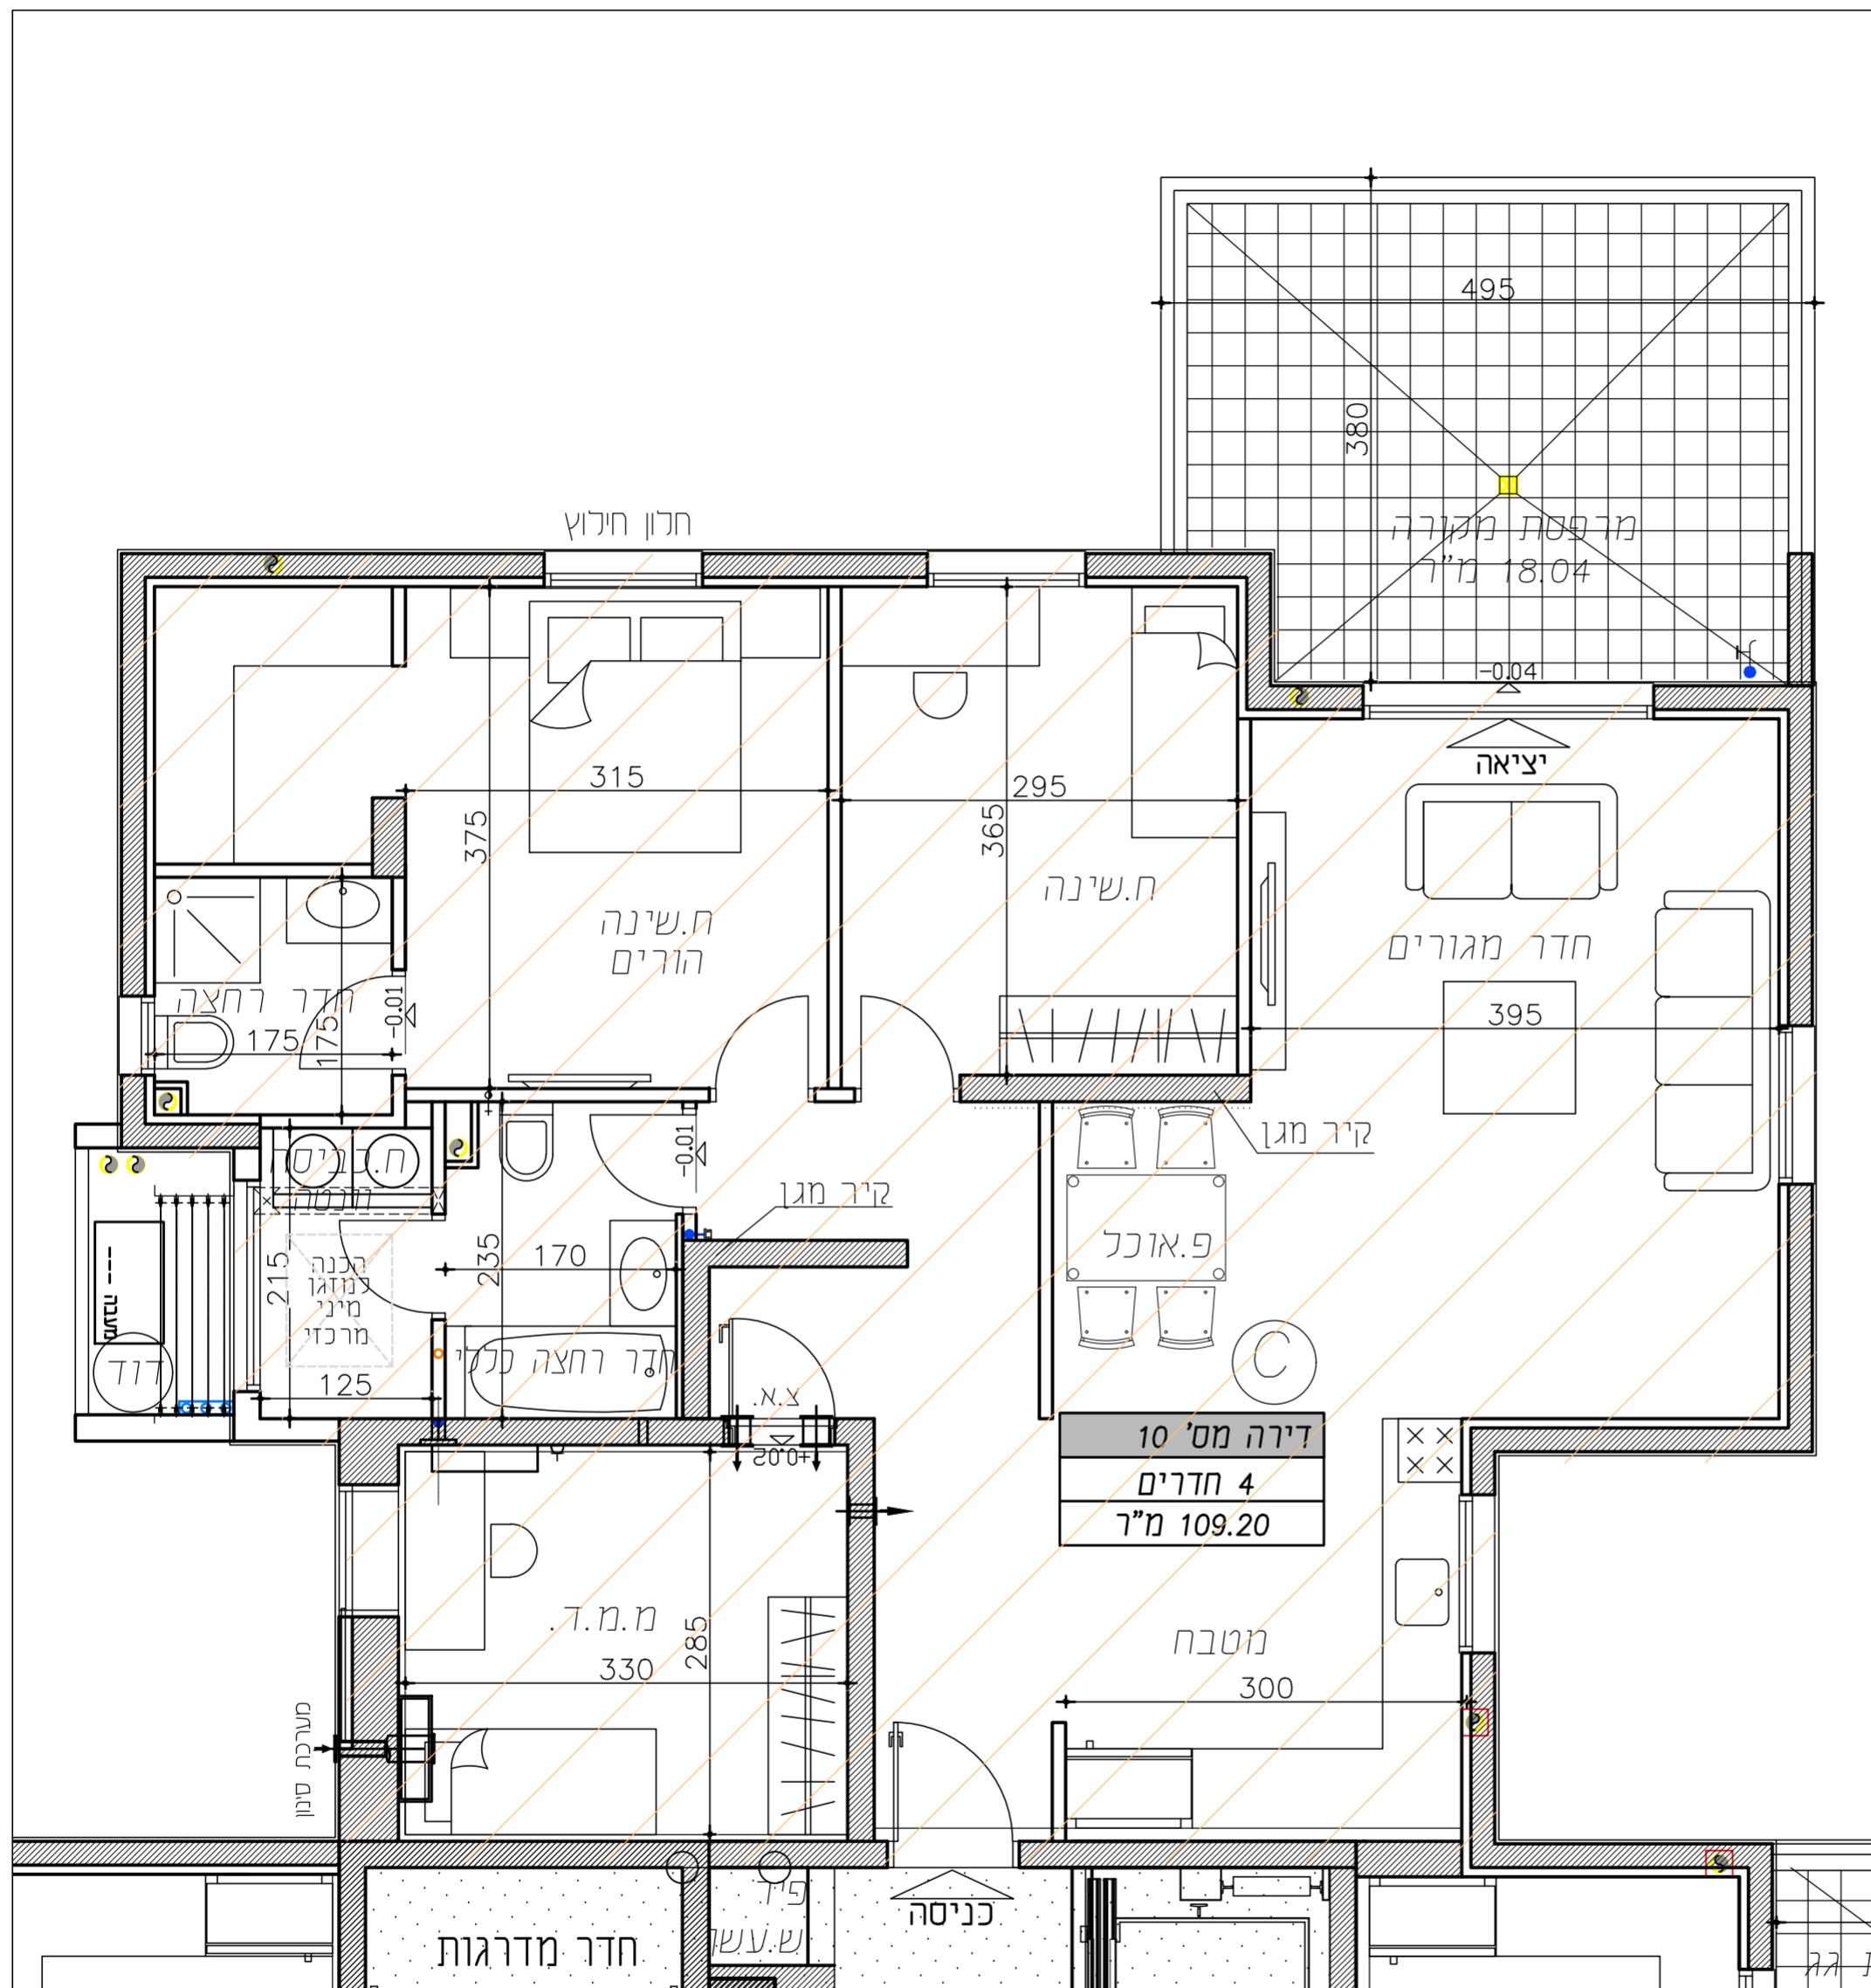 495
380
מרפסת מקורה
18.04 מ"ר
-0.04
יציאה
חלון חילוץ
315
375
ח.שינה
הורים
295
365
ח.שינה
חדר מגורים
395
חדר רחצה
175
175
-0.01
קיר מגן
קיר מגן
פ.אוכל
C
-0.01
ח.כביסה
וונטה
215
הכנה
למזגן
מיני
מרכזי
125
235
170
חדר רחצה כללי
מעבה
דוד
צ.א.
+0.05
דירה מס' 10
4 חדרים
109.20 מ"ר
מ.מ.ד.
285
330
מערכת סינון
מטבח
300
כניסה
חדר מדרגות
פיר
ש.עשן
גג